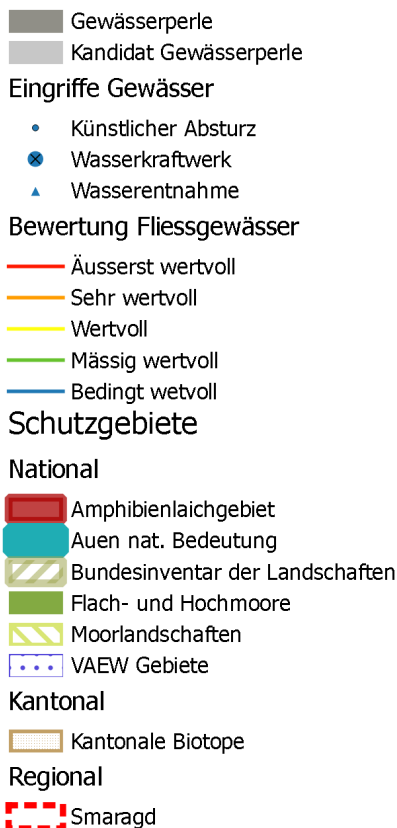 Gewässerperle
Kandidat Gewässerperle
Eingriffe Gewässer
Künstlicher Absturz
Wasserkraftwerk
Wasserentnahme
Bewertung Fliessgewässer
Äusserst wertvoll
Sehr wertvoll
Wertvoll
Mässig wertvoll
Bedingt wetvoll
Schutzgebiete
National
Amphibienlaichgebiet
Auen nat. Bedeutung
Bundesinventar der Landschaften
Flach- und Hochmoore
Moorlandschaften
VAEW Gebiete
Kantonal
Kantonale Biotope
Regional
Smaragd